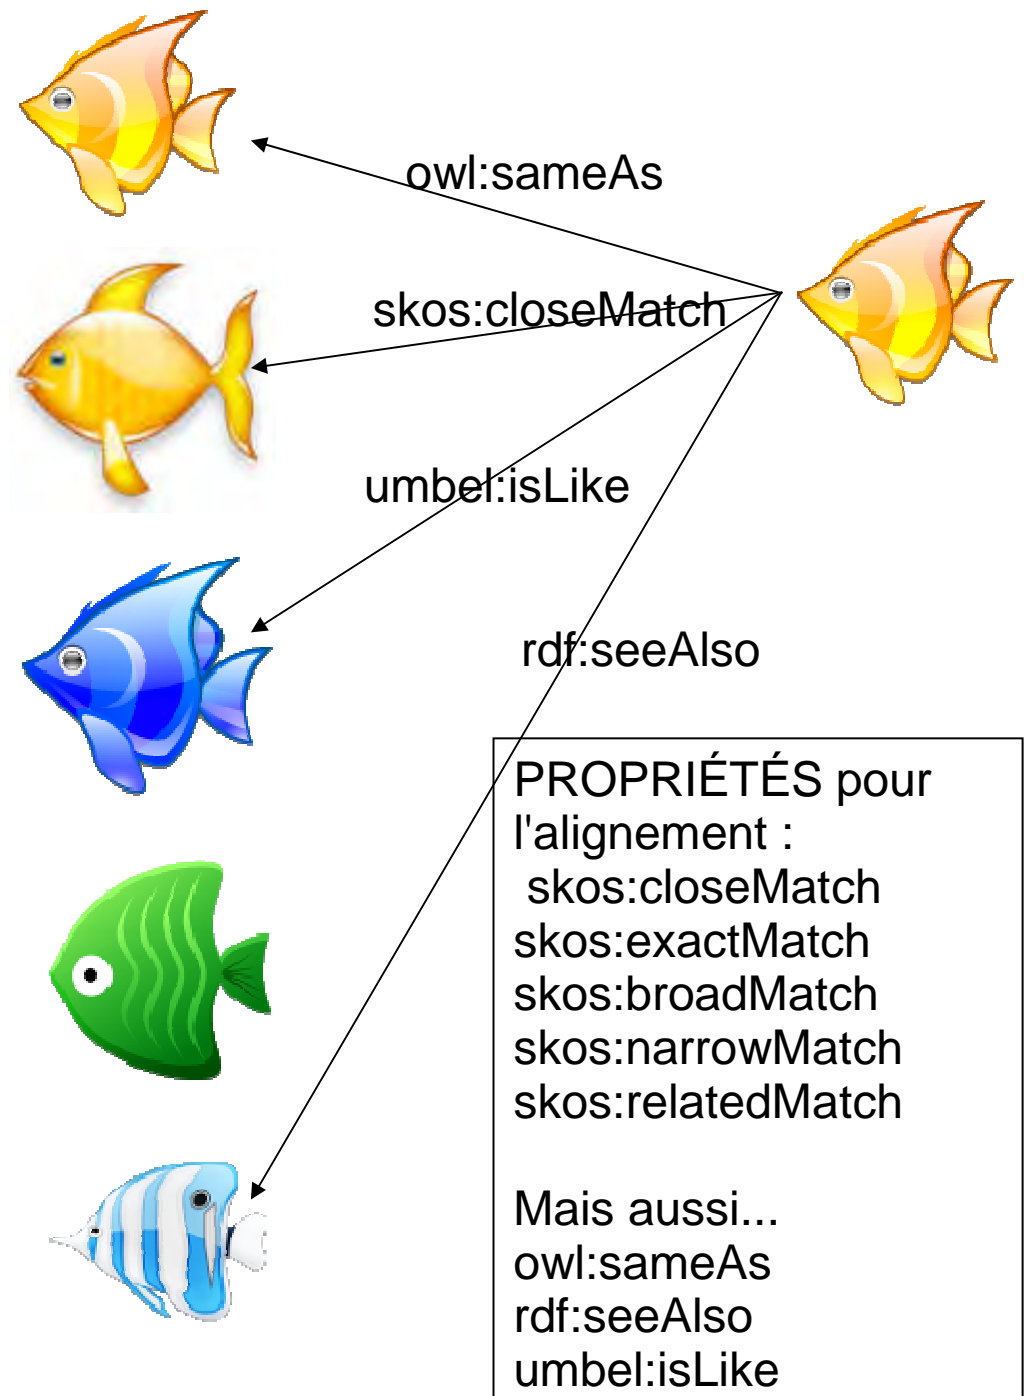 owl:sameAs
skos:closeMatch
umbel:isLike
rdf:seeAlso
PROPRIÉTÉS pour
l'alignement :
skos:closeMatch
skos:exactMatch
skos:broadMatch
skos:narrowMatch
skos:relatedMatch
Mais aussi...
owl:sameAs
rdf:seeAlso
umbel:isLike